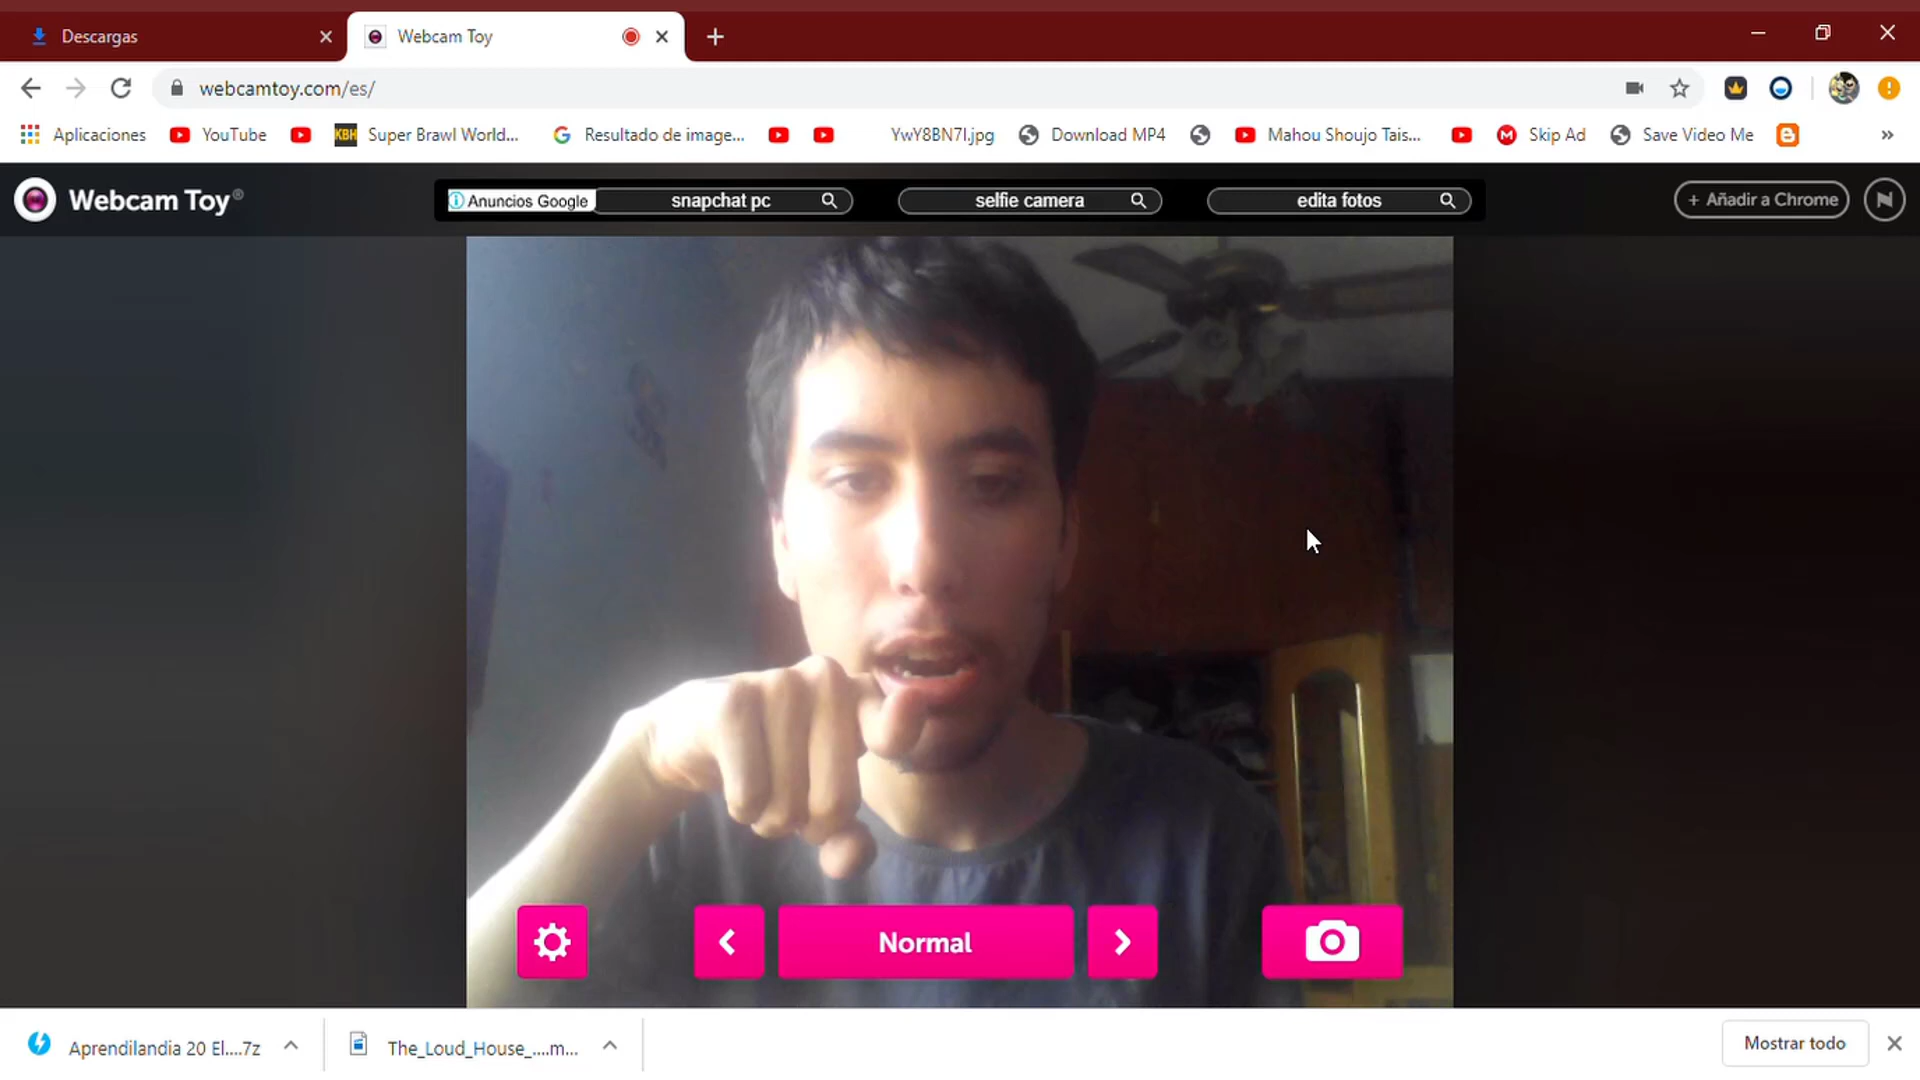 Descargas
Webcam Toy
webcamtoy.com/es/
Aplicaciones
YouTube
KBH
Super Brawl World...
Resultado de image...
YwY8BN7I.jpg
Download MP4
Mahou Shoujo Tais...
Skip Ad
Save Video Me
Webcam Toy®
Anuncios Google
snapchat pc
selfie camera
edita fotos
+ Añadir a Chrome
Normal
Aprendilandia 20 El....7z
The_Loud_House_....m...
Mostrar todo